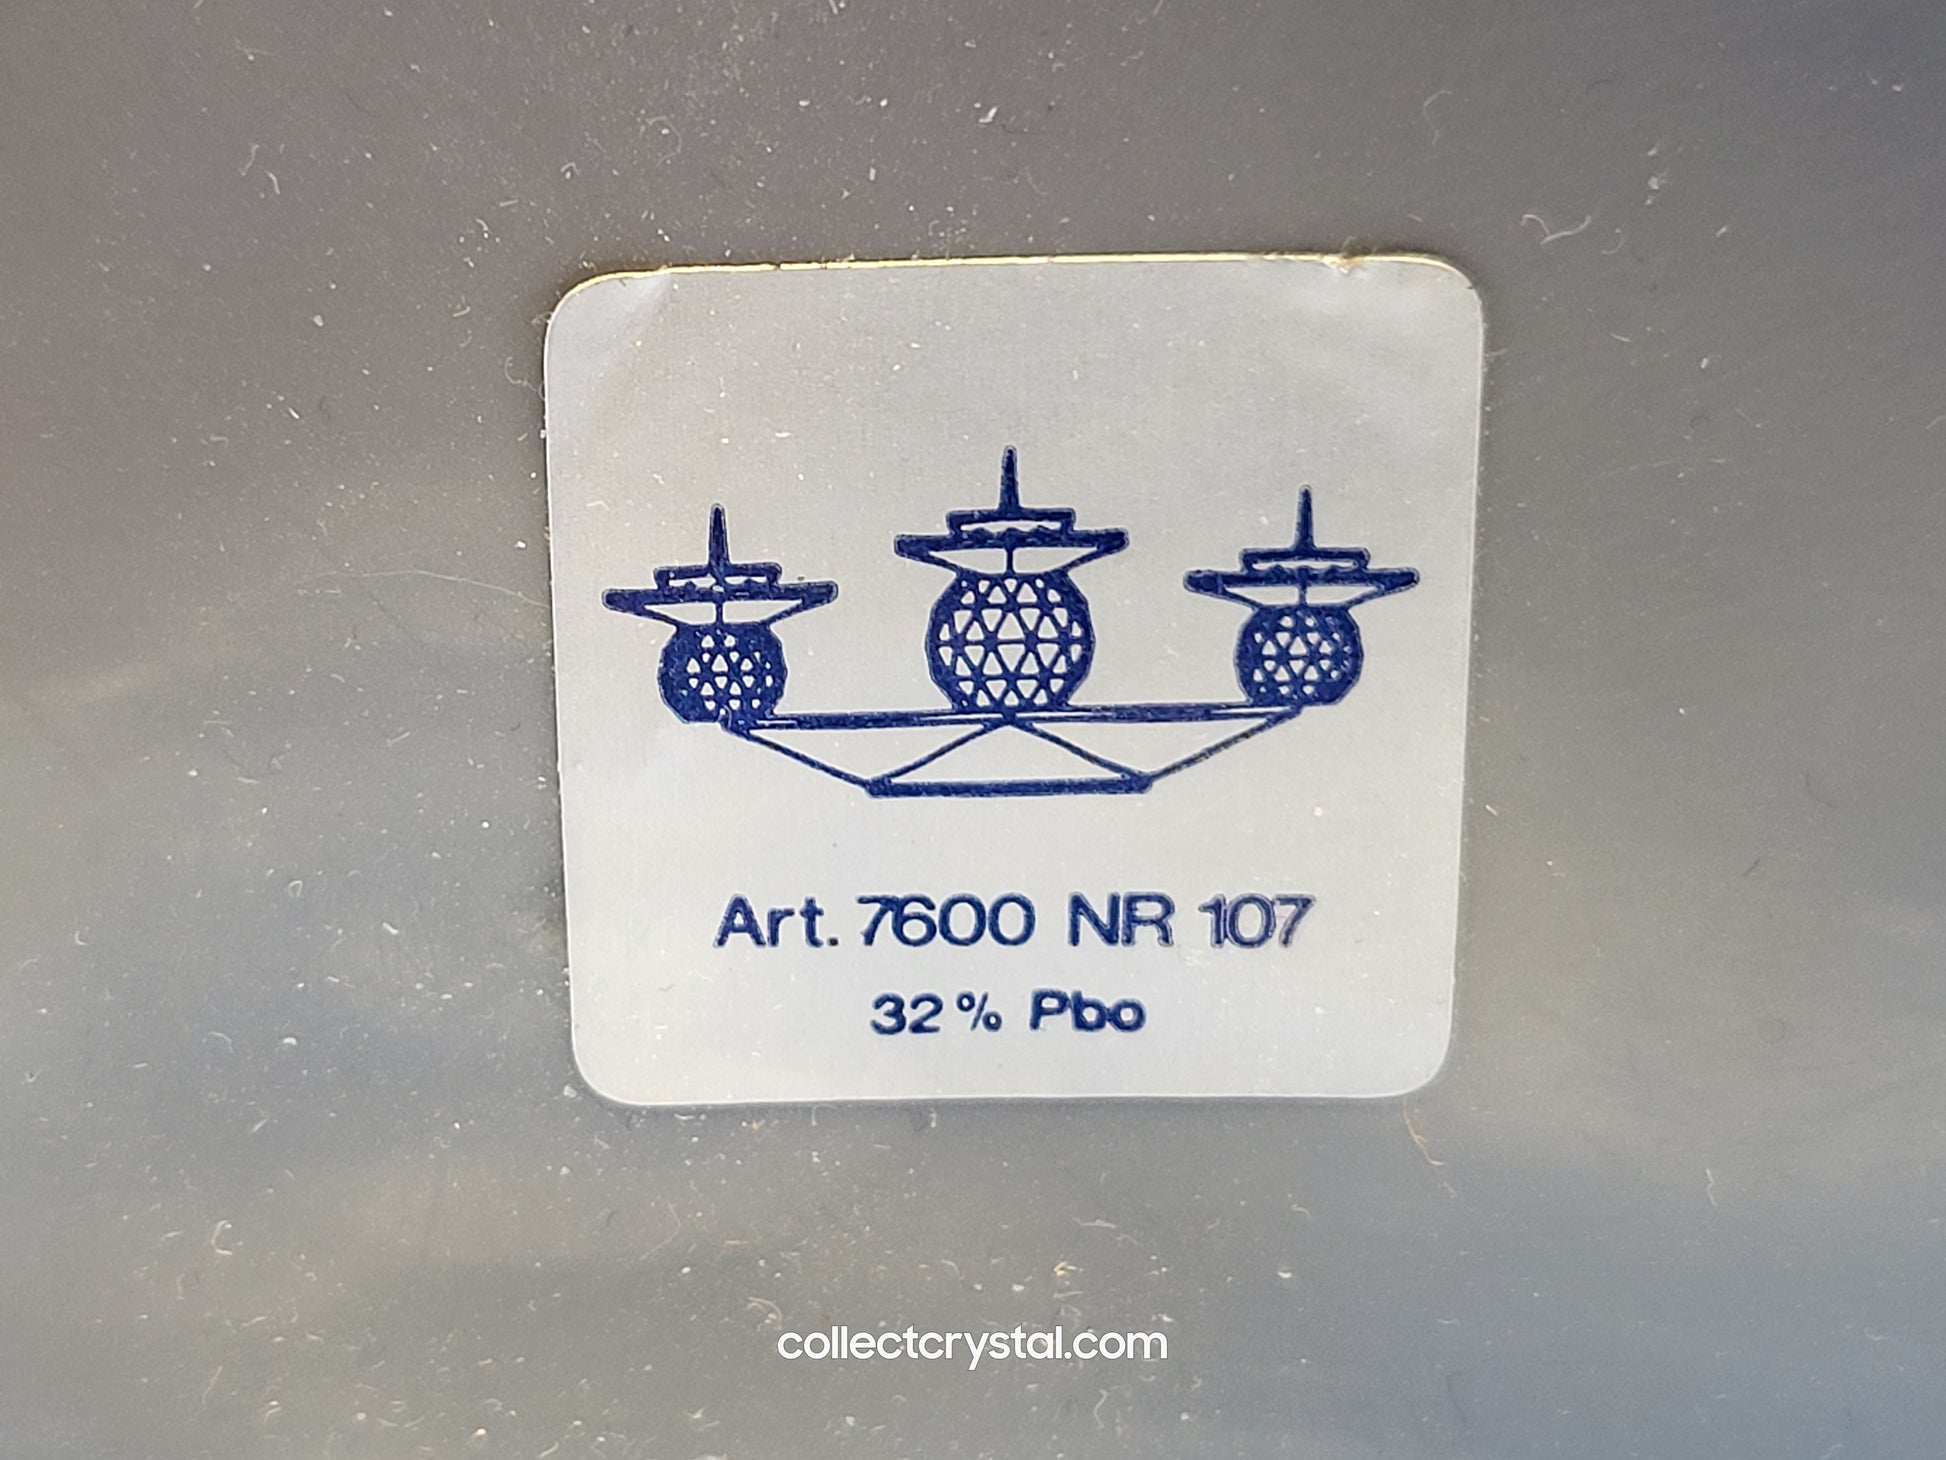 Art. 7600 NR 107
32% Pbo
collectcrystal.com